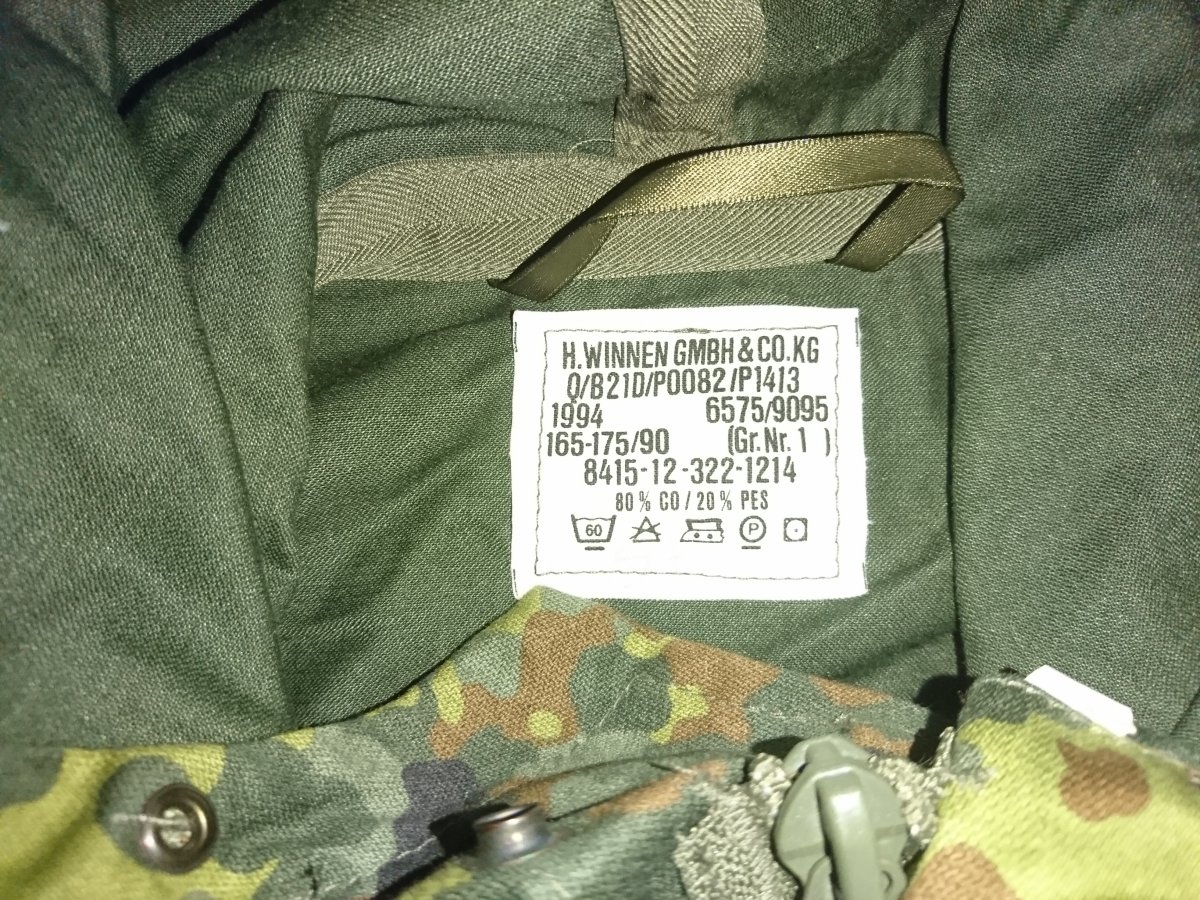 H.WINNEN GMBH & CO.KG
Q/B21D/P0082/P1413
1994 6575/9095
165-175/90 (Gr.Nr. 1 )
8415-12-322-1214
80 % CO / 20 % PES
60 P